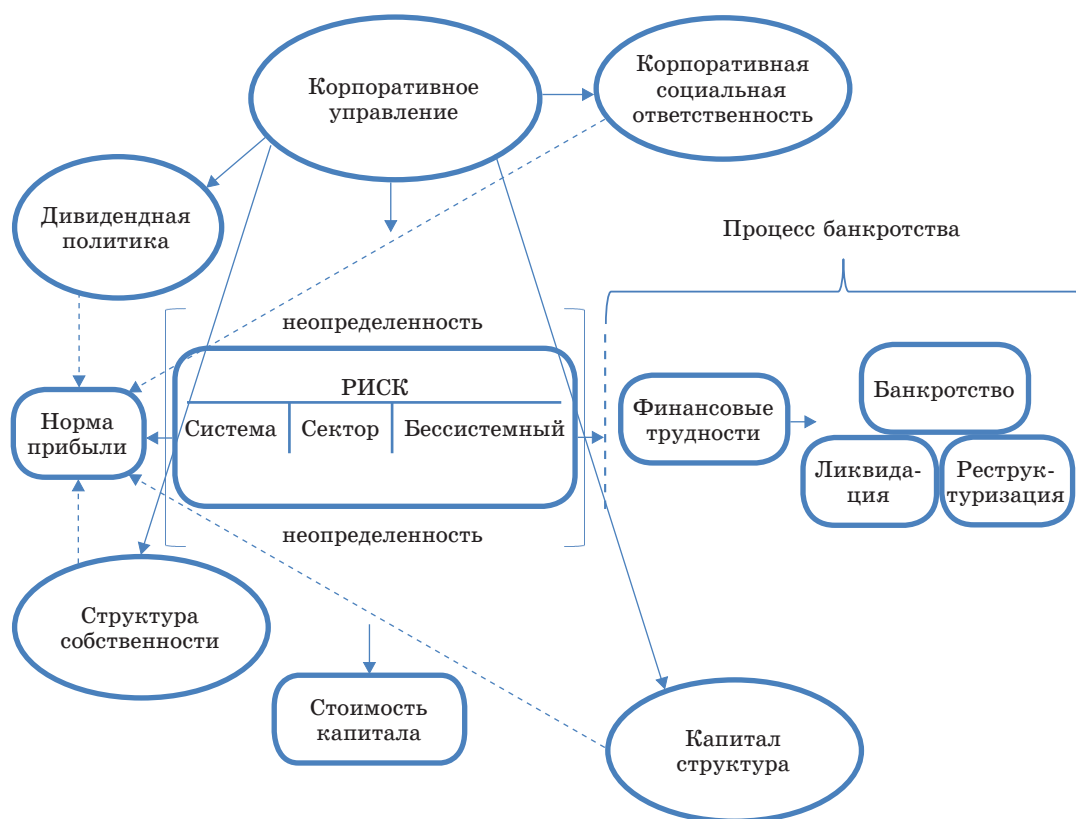 Корпоративное
управление
Корпоративная
социальная
ответственность
Дивидендная
политика
Процесс банкротства
неопределенность
РИСК
Система
Сектор
Бессистемный
Норма
прибыли
Финансовые
трудности
Банкротство
Ликвида-
ция
Реструк-
туризация
неопределенность
Структура
собственности
Стоимость
капитала
Капитал
структура